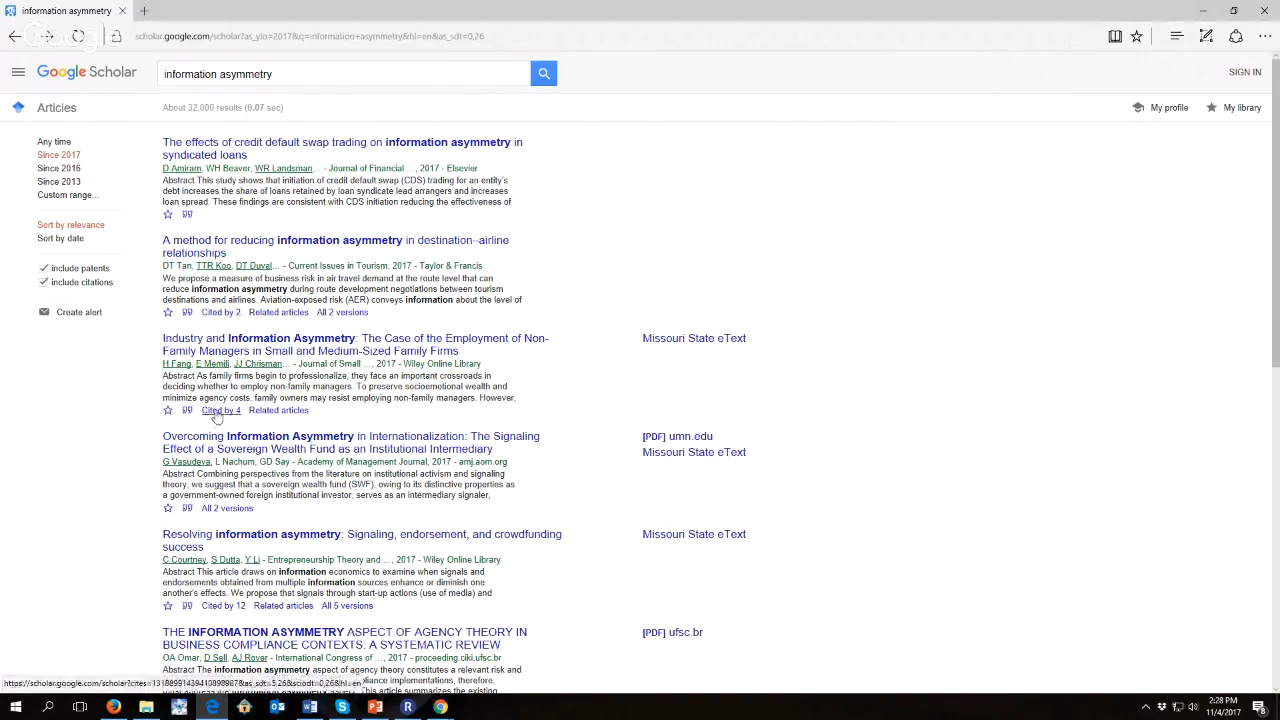 information asymmetry
scholar.google.com/scholar?as_ylo=2017&q=information+asymmetry&hl=en&as_sdt=0,26
Google Scholar
information asymmetry
SIGN IN
Articles
About 32,000 results (0.07 sec)
My profile
My library
Any time
Since 2017
Since 2016
Since 2013
Custom range...
Sort by relevance
Sort by date
include patents
include citations
Create alert
The effects of credit default swap trading on information asymmetry in
syndicated loans
D Amiram, WH Beaver, WR Landsman... - Journal of Financial ..., 2017 - Elsevier
Abstract This study shows that initiation of credit default swap (CDS) trading for an entity's
debt increases the share of loans retained by loan syndicate lead arrangers and increases
loan spread. These findings are consistent with CDS initiation reducing the effectiveness of
A method for reducing information asymmetry in destination–airline
relationships
DT Tan, TTR Koo, DT Duval... - Current Issues in Tourism, 2017 - Taylor & Francis
We propose a measure of business risk in air travel demand at the route level that can
reduce information asymmetry during route development negotiations between tourism
destinations and airlines. Aviation-exposed risk (AER) conveys information about the level of
Cited by 2 Related articles All 2 versions
Industry and Information Asymmetry: The Case of the Employment of Non-
Family Managers in Small and Medium-Sized Family Firms
Missouri State eText
H Fang, E Memili, JJ Chrisman... - Journal of Small ..., 2017 - Wiley Online Library
Abstract As family firms begin to professionalize, they face an important crossroads in
deciding whether to employ non-family managers. To preserve socioemotional wealth and
minimize agency costs, family owners may resist employing non-family managers. However,
Cited by 4 Related articles
Overcoming Information Asymmetry in Internationalization: The Signaling
Effect of a Sovereign Wealth Fund as an Institutional Intermediary
[PDF] umn.edu
Missouri State eText
G Vasudeva, L Nachum, GD Say - Academy of Management Journal, 2017 - amj.aom.org
Abstract Combining perspectives from the literature on institutional activism and signaling
theory, we suggest that a sovereign wealth fund (SWF), owing to its distinctive properties as
a government-owned foreign institutional investor, serves as an intermediary signaler,
All 2 versions
Resolving information asymmetry: Signaling, endorsement, and crowdfunding
success
Missouri State eText
C Courtney, S Dutta, Y Li - Entrepreneurship Theory and ..., 2017 - Wiley Online Library
Abstract This article draws on information economics to examine when signals and
endorsements obtained from multiple information sources enhance or diminish one
another's effects. We propose that signals through start-up actions (use of media) and
Cited by 12 Related articles All 5 versions
THE INFORMATION ASYMMETRY ASPECT OF AGENCY THEORY IN
BUSINESS COMPLIANCE CONTEXTS: A SYSTEMATIC REVIEW
[PDF] ufsc.br
OA Omar, D Sell, AJ Rover - International Congress of ..., 2017 - proceeding.ciki.ufsc.br
Abstract The information asymmetry aspect of agency theory constitutes a relevant risk and
implementations, therefore,
This article summarizes the existing
2:28 PM
11/4/2017